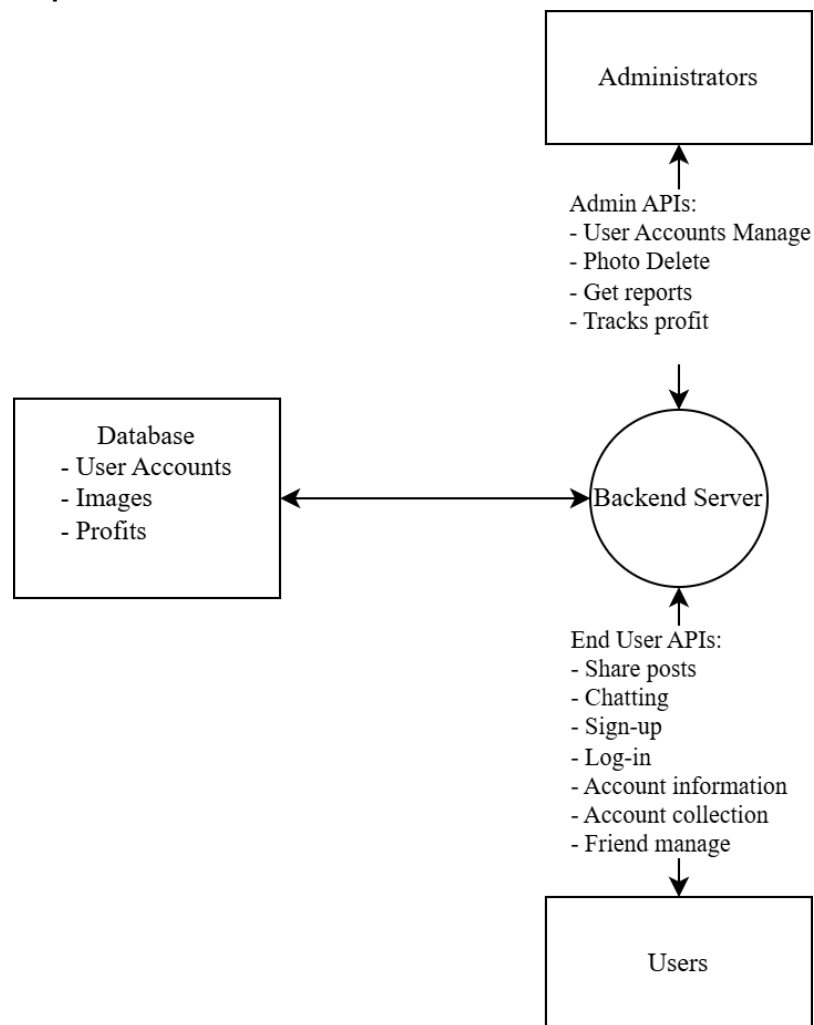 Administrators
Admin APIs:
- User Accounts Manage
- Photo Delete
- Get reports
- Tracks profit
Database
- User Accounts
- Images
- Profits
Backend Server
End User APIs:
- Share posts
- Chatting
- Sign-up
- Log-in
- Account information
- Account collection
- Friend manage
Users